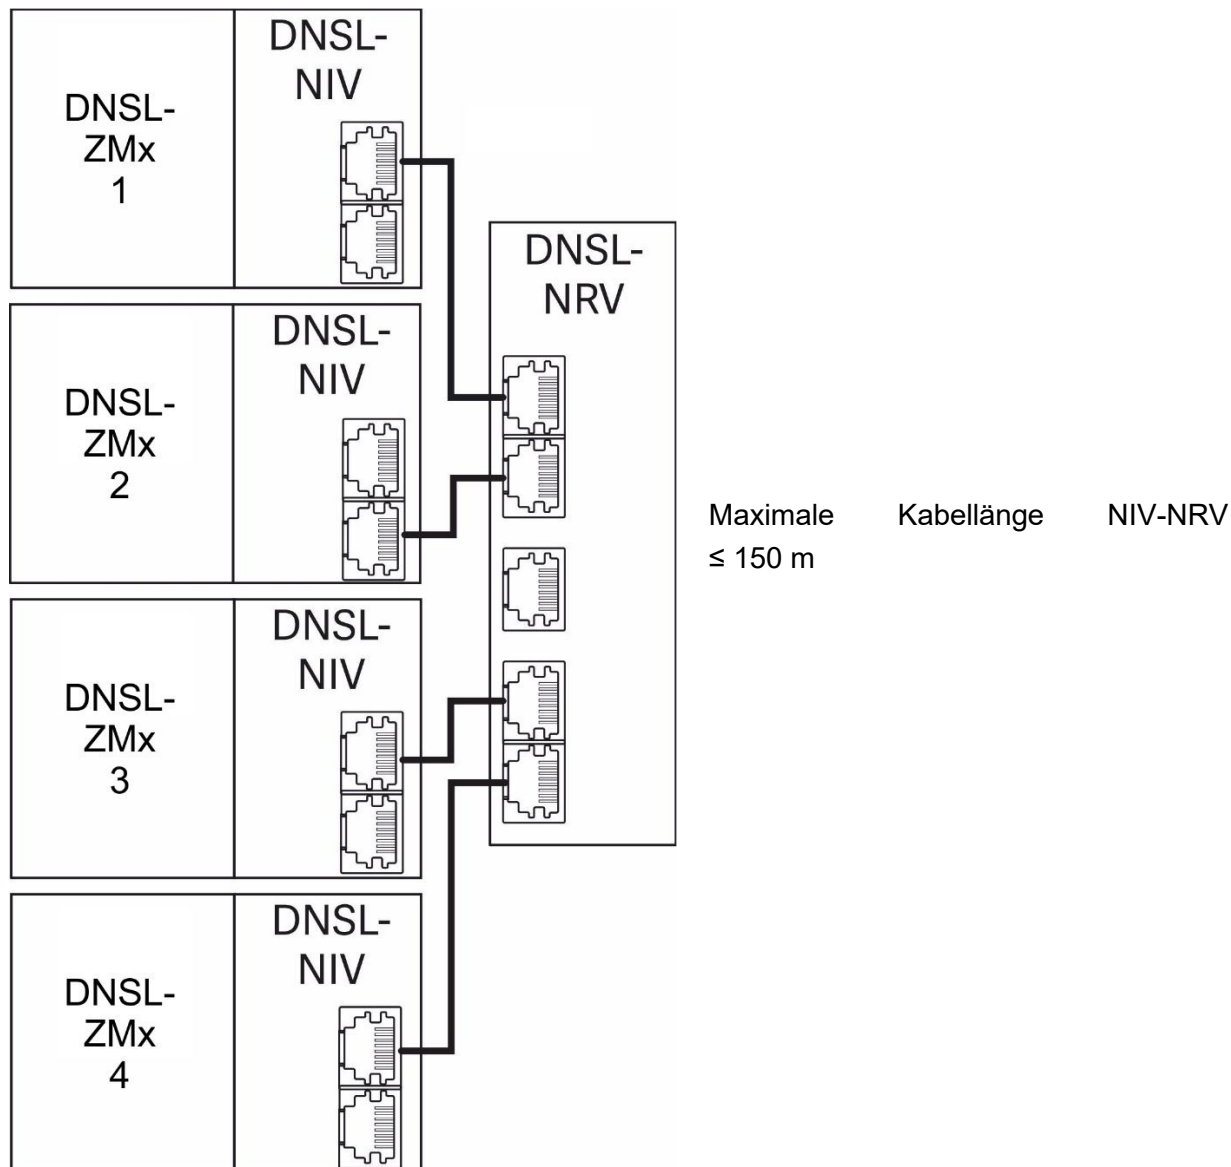 DNSL-
ZMx
1
DNSL-
NIV
DNSL-
ZMx
2
DNSL-
NIV
DNSL-
ZMx
3
DNSL-
NIV
DNSL-
ZMx
4
DNSL-
NIV
DNSL-
NRV
Maximale Kabellänge NIV-NRV
≤ 150 m